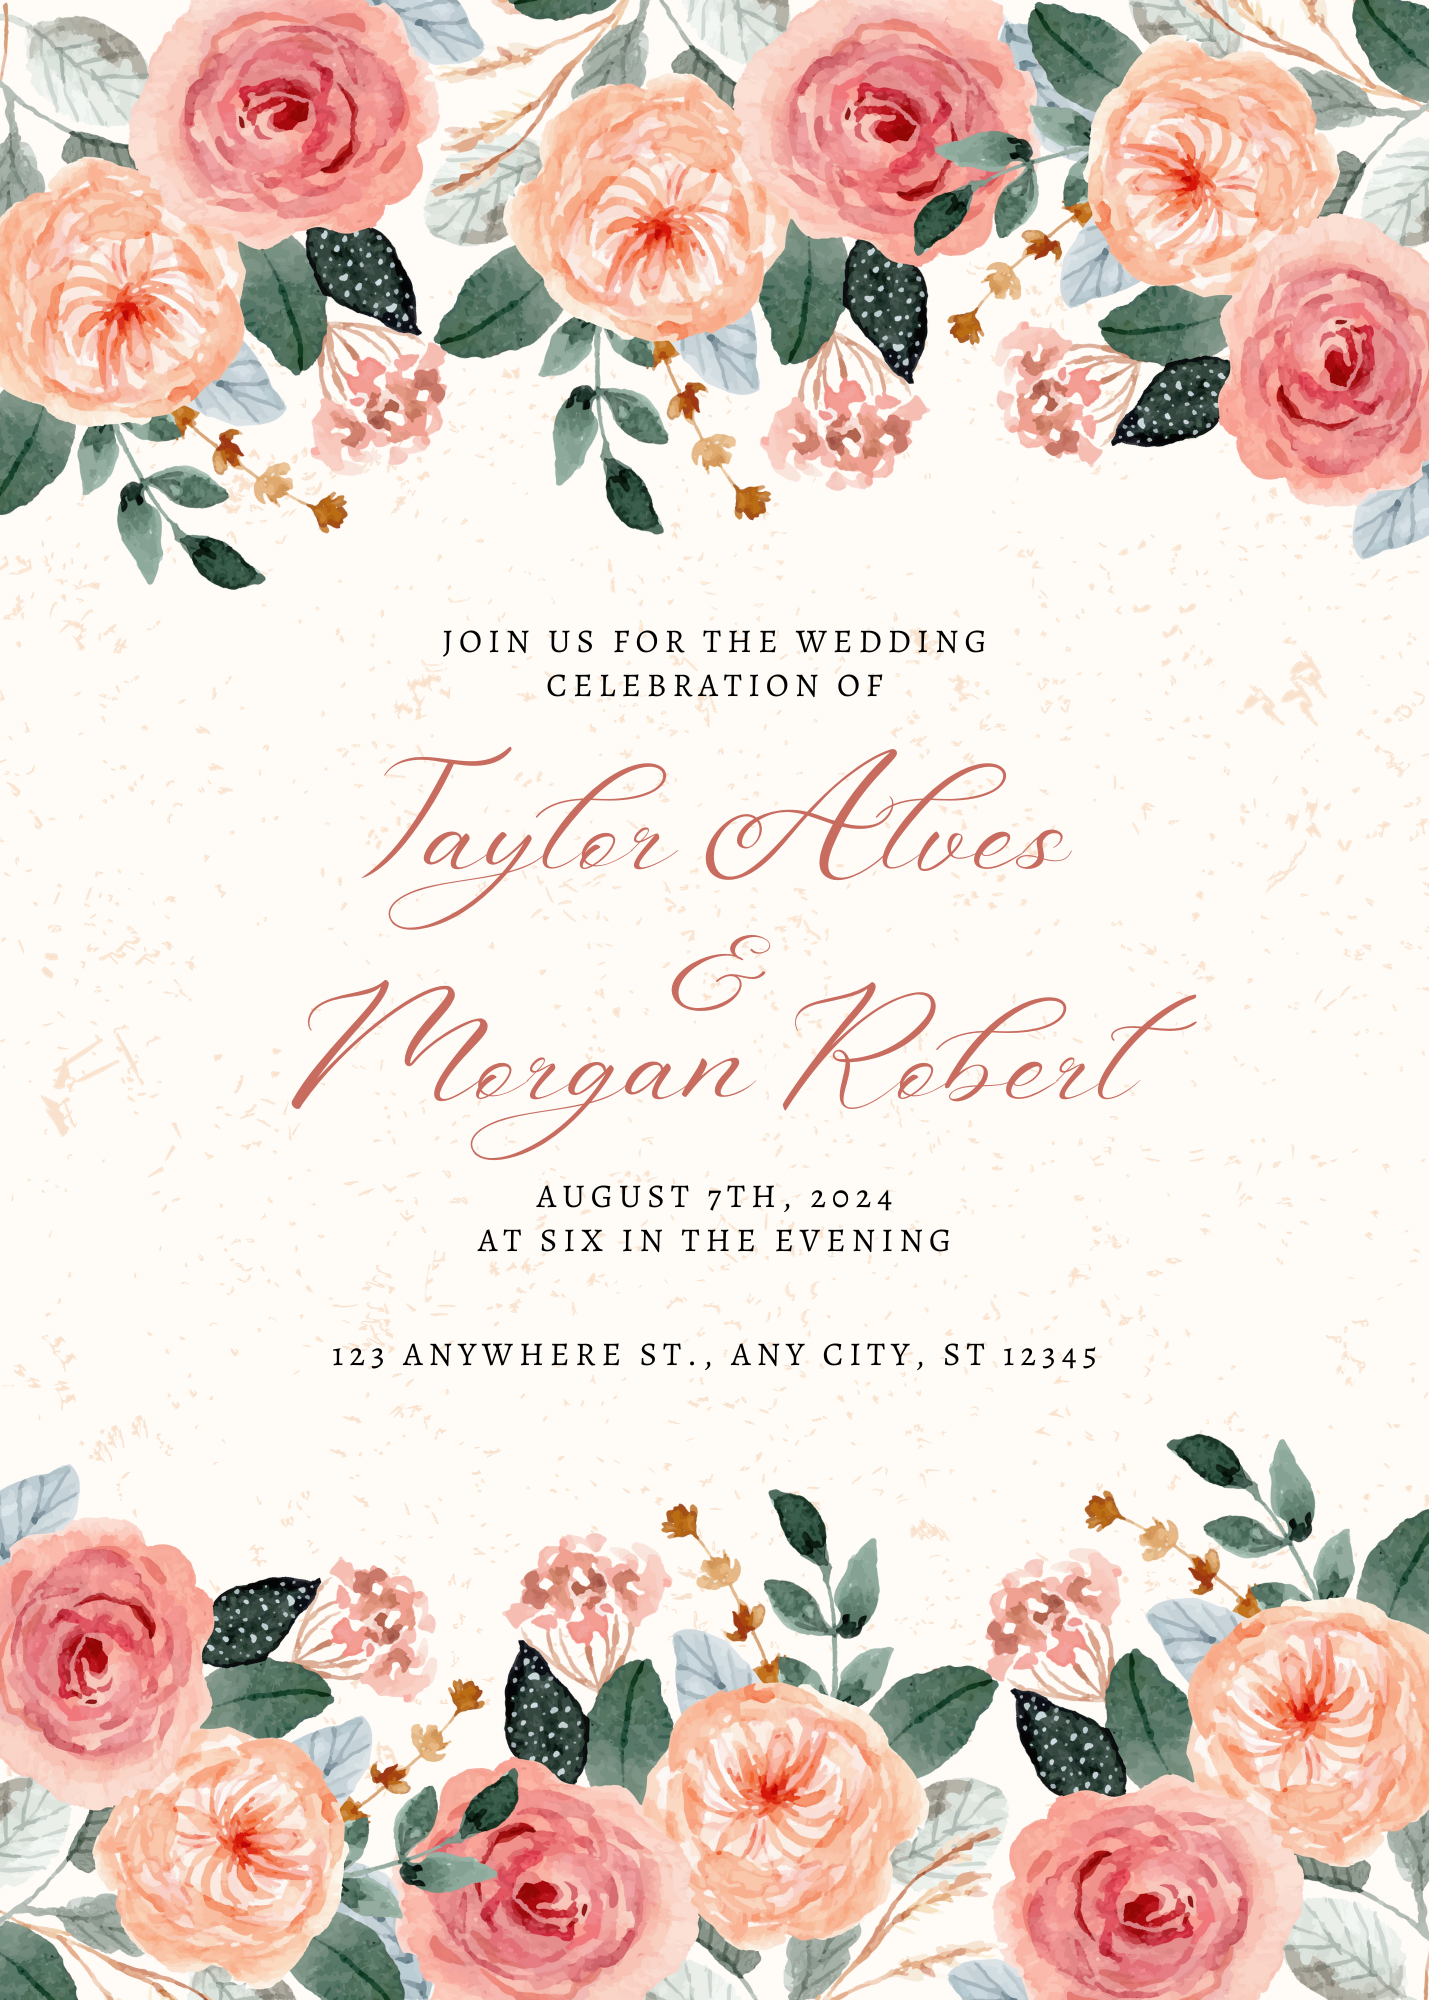 JOIN US FOR THE WEDDING
CELEBRATION OF
Taylor Alves
&
Morgan Robert
AUGUST 7TH, 2024
AT SIX IN THE EVENING
123 ANYWHERE ST., ANY CITY, ST 12345